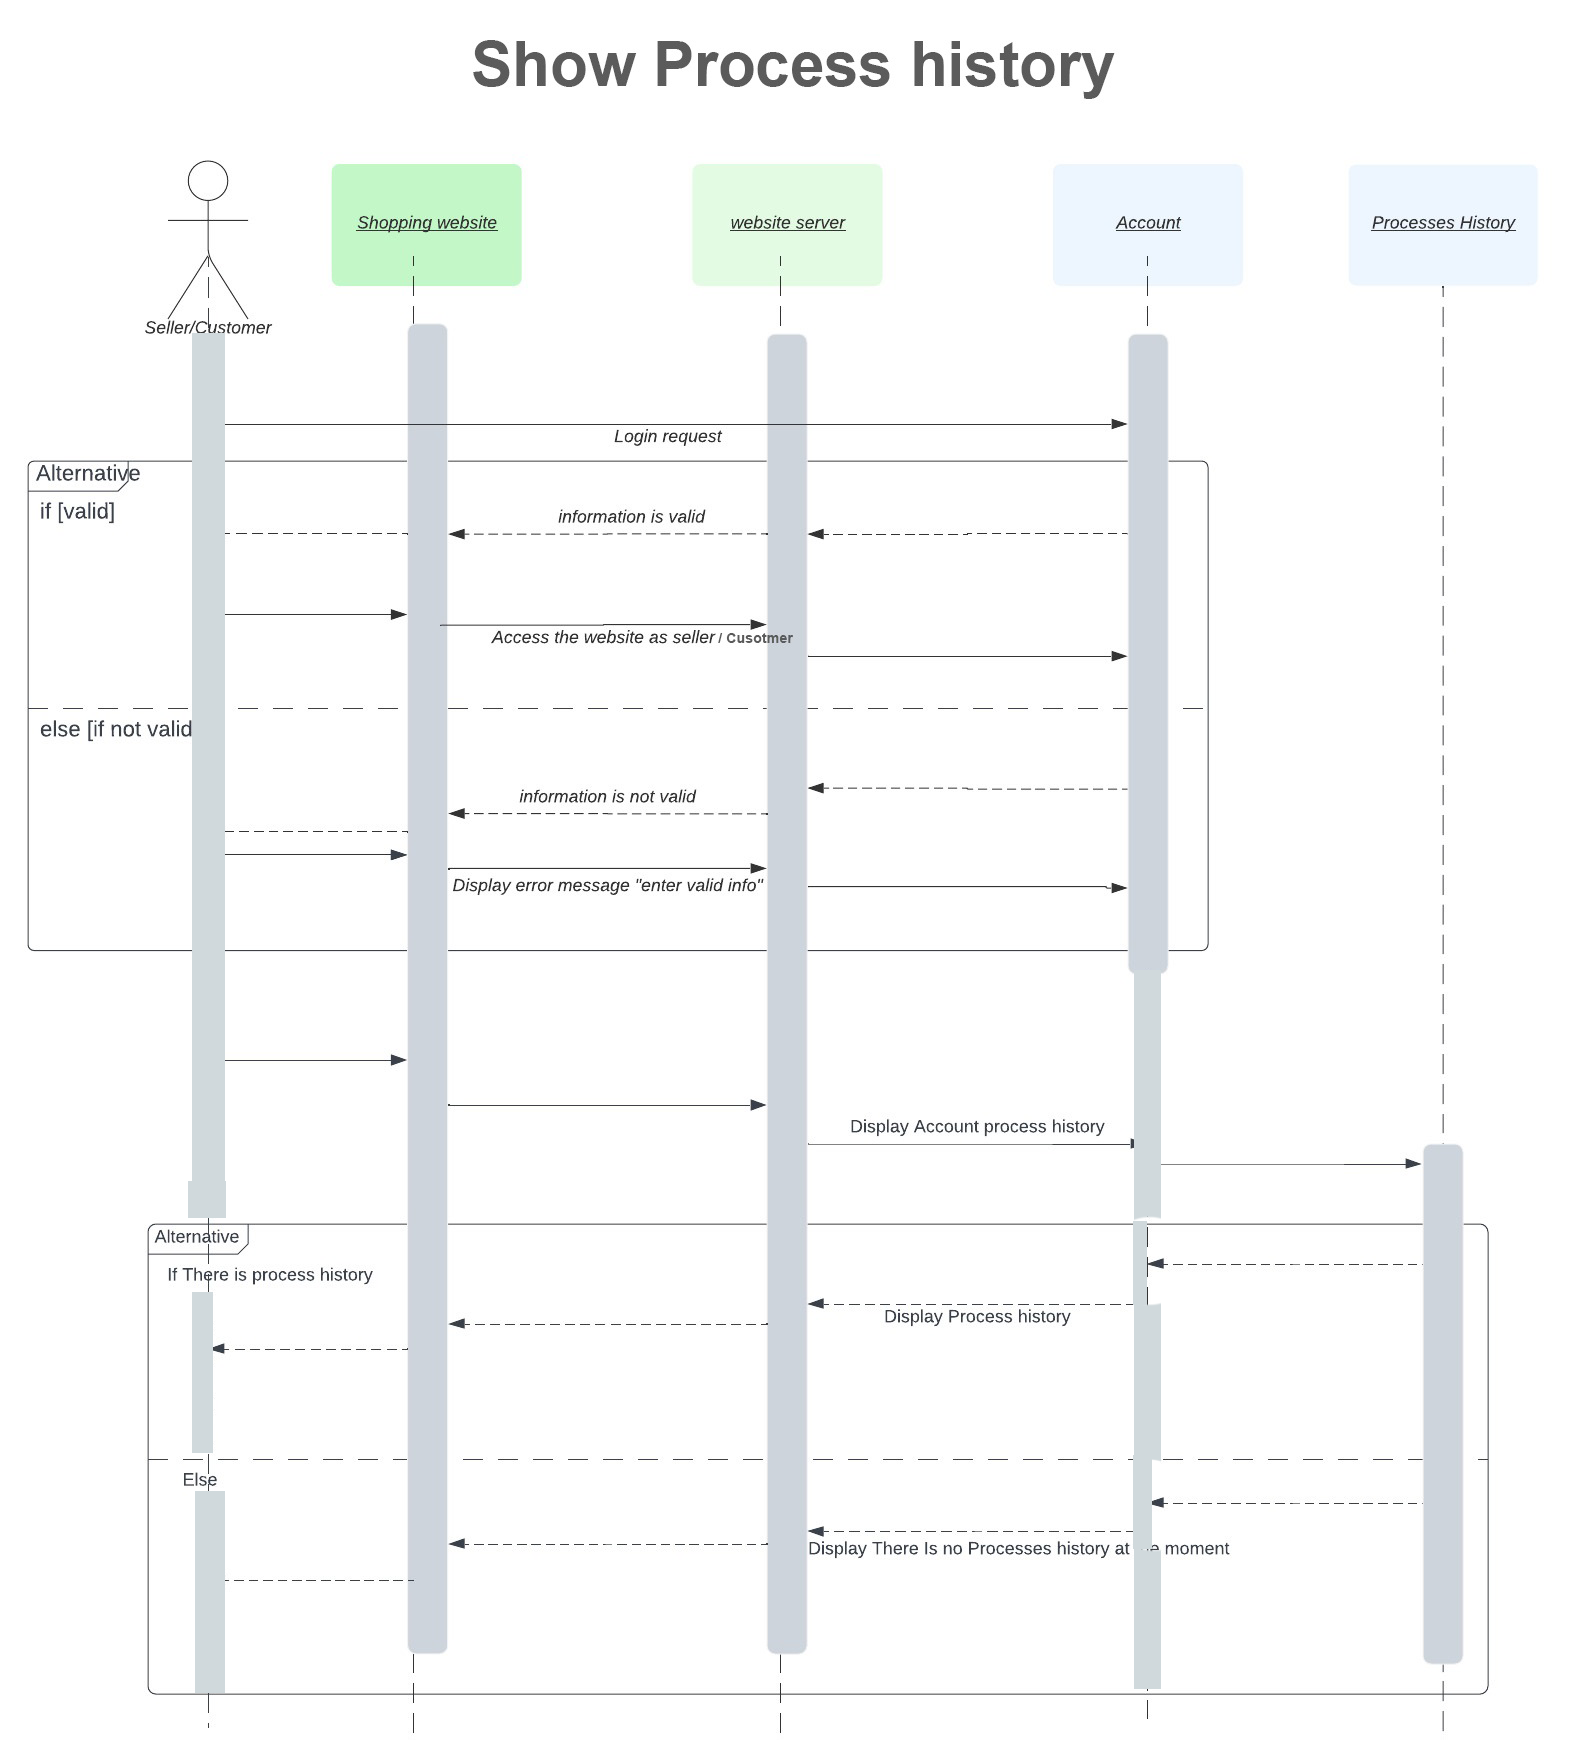 Show Process history
Shopping website
website server
Account
Processes History
Seller/Customer
Login request
Alternative
if [valid]
information is valid
Access the website as seller / Cusotmer
else [if not valid
information is not valid
Display error message "enter valid info"
Display Account process history
Alternative
If There is process history
Display Process history
Else
Display There Is no Processes history at moment